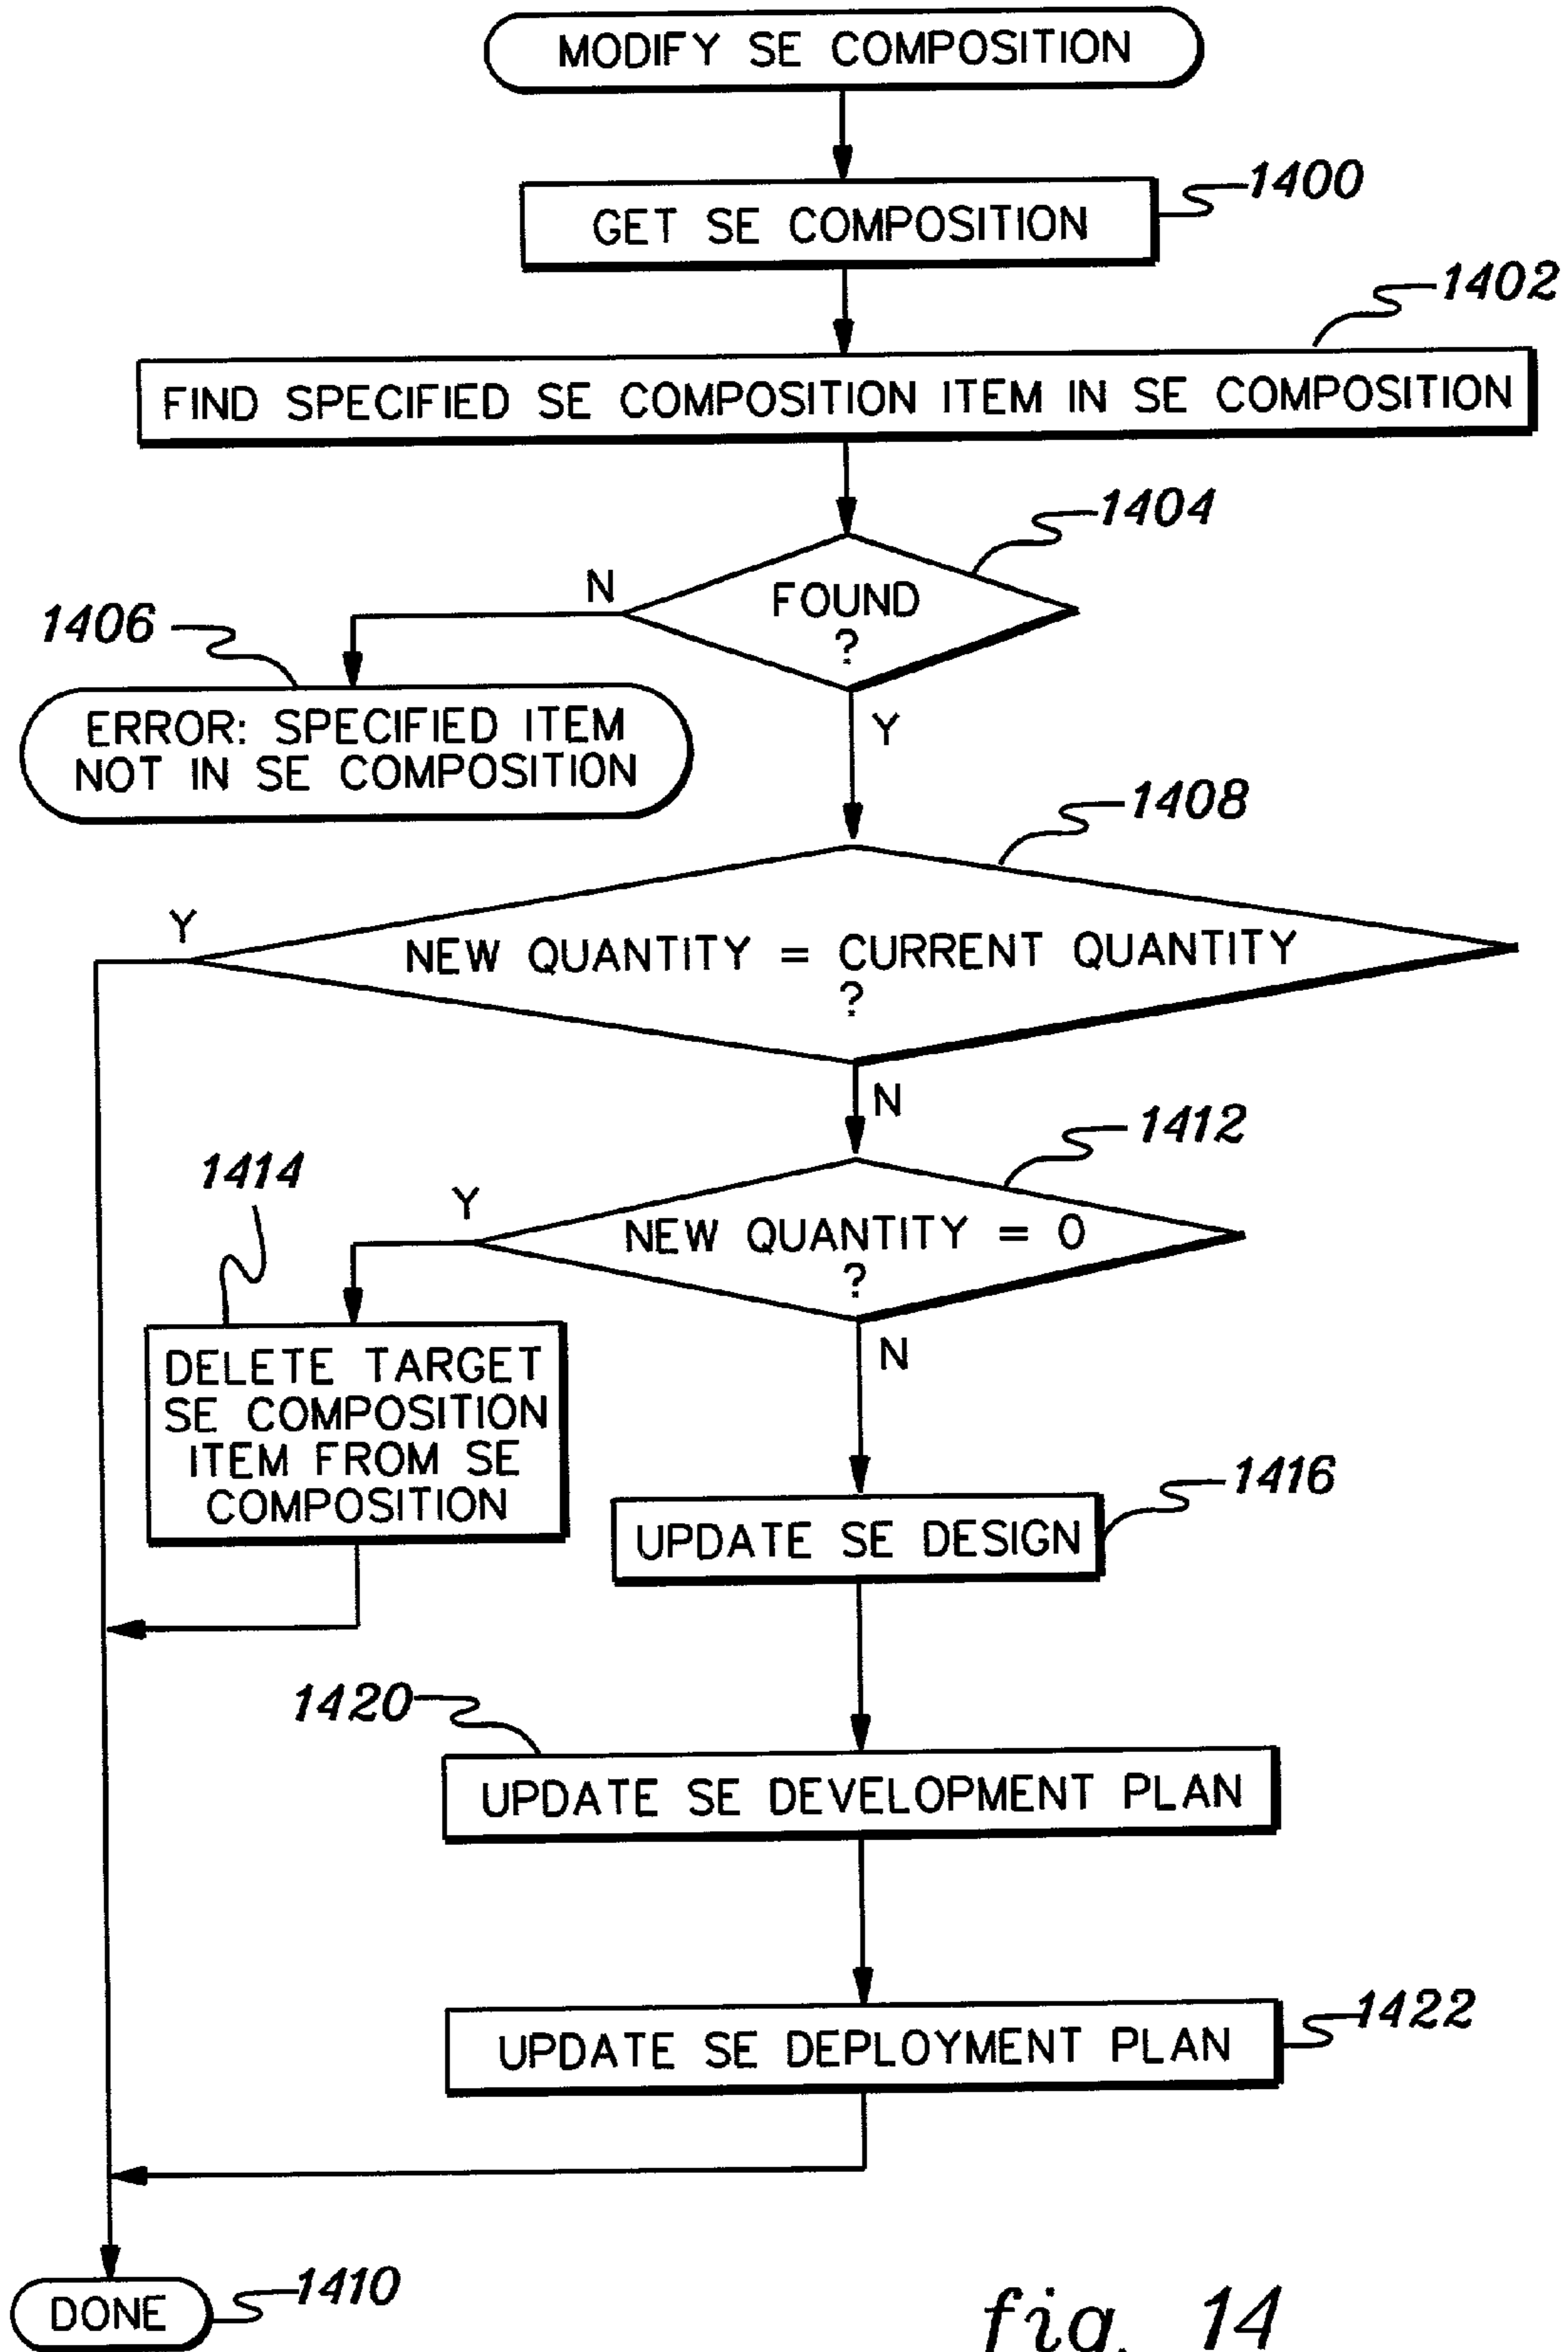 MODIFY SE COMPOSITION
1400
GET SE COMPOSITION
1402
FIND SPECIFIED SE COMPOSITION ITEM IN SE COMPOSITION
1404
N
FOUND
?
1406
ERROR: SPECIFIED ITEM
NOT IN SE COMPOSITION
Y
1408
Y
NEW QUANTITY = CURRENT QUANTITY
?
N
1412
1414
Y
NEW QUANTITY = 0
?
N
DELETE TARGET
SE COMPOSITION
ITEM FROM SE
COMPOSITION
1416
UPDATE SE DESIGN
1420
UPDATE SE DEVELOPMENT PLAN
1422
UPDATE SE DEPLOYMENT PLAN
1410
DONE
fig. 14